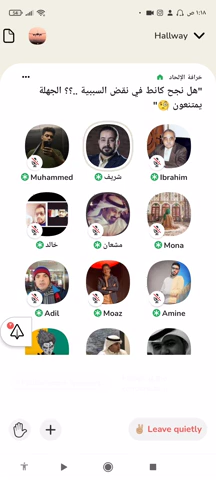 ١:١٨ ص
Hallway
خرافة الإلحاد
"هل نجح كانط في نقض السببية ..؟؟ الجهلة
يمتنعون 🧐"
Muhammed
شريف
Ibrahim
خالد
مشعان
Mona
Adil
Moaz
Amine
Leave quietly